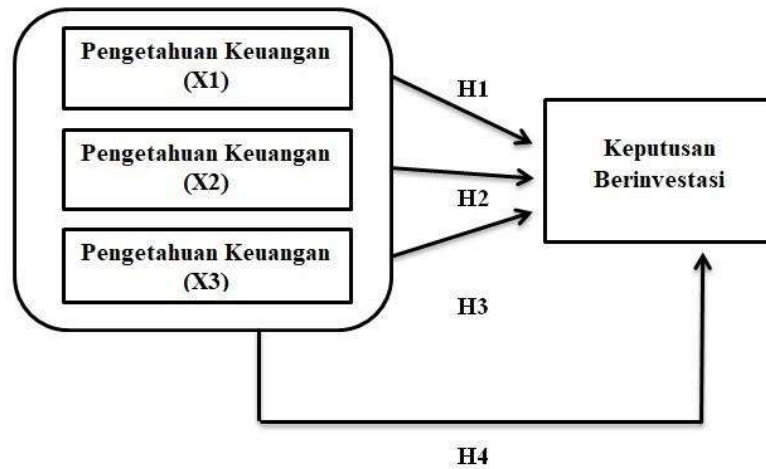 Pengetahuan Keuangan
(X1)
Pengetahuan Keuangan
(X2)
Pengetahuan Keuangan
(X3)
H1
H2
H3
Keputusan
Berinvestasi
H4